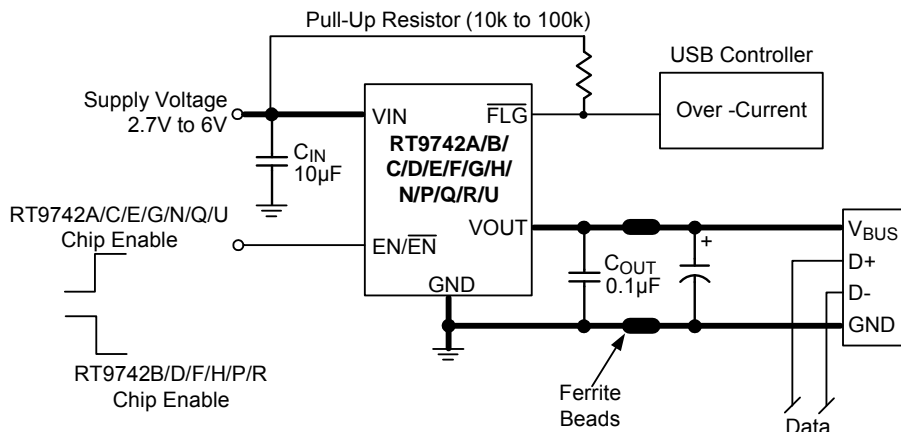 Pull-Up Resistor (10k to 100k)
USB Controller
Supply Voltage
2.7V to 6V
VIN
FLG
Over -Current
RT9742A/B/
C/D/E/F/G/H/
N/P/Q/R/U
CIN
10µF
RT9742A/C/E/G/N/Q/U
Chip Enable
EN/EN
VOUT
GND
COUT
0.1µF
+
VBUS
D+
D-
GND
RT9742B/D/F/H/P/R
Chip Enable
Ferrite
Beads
Data